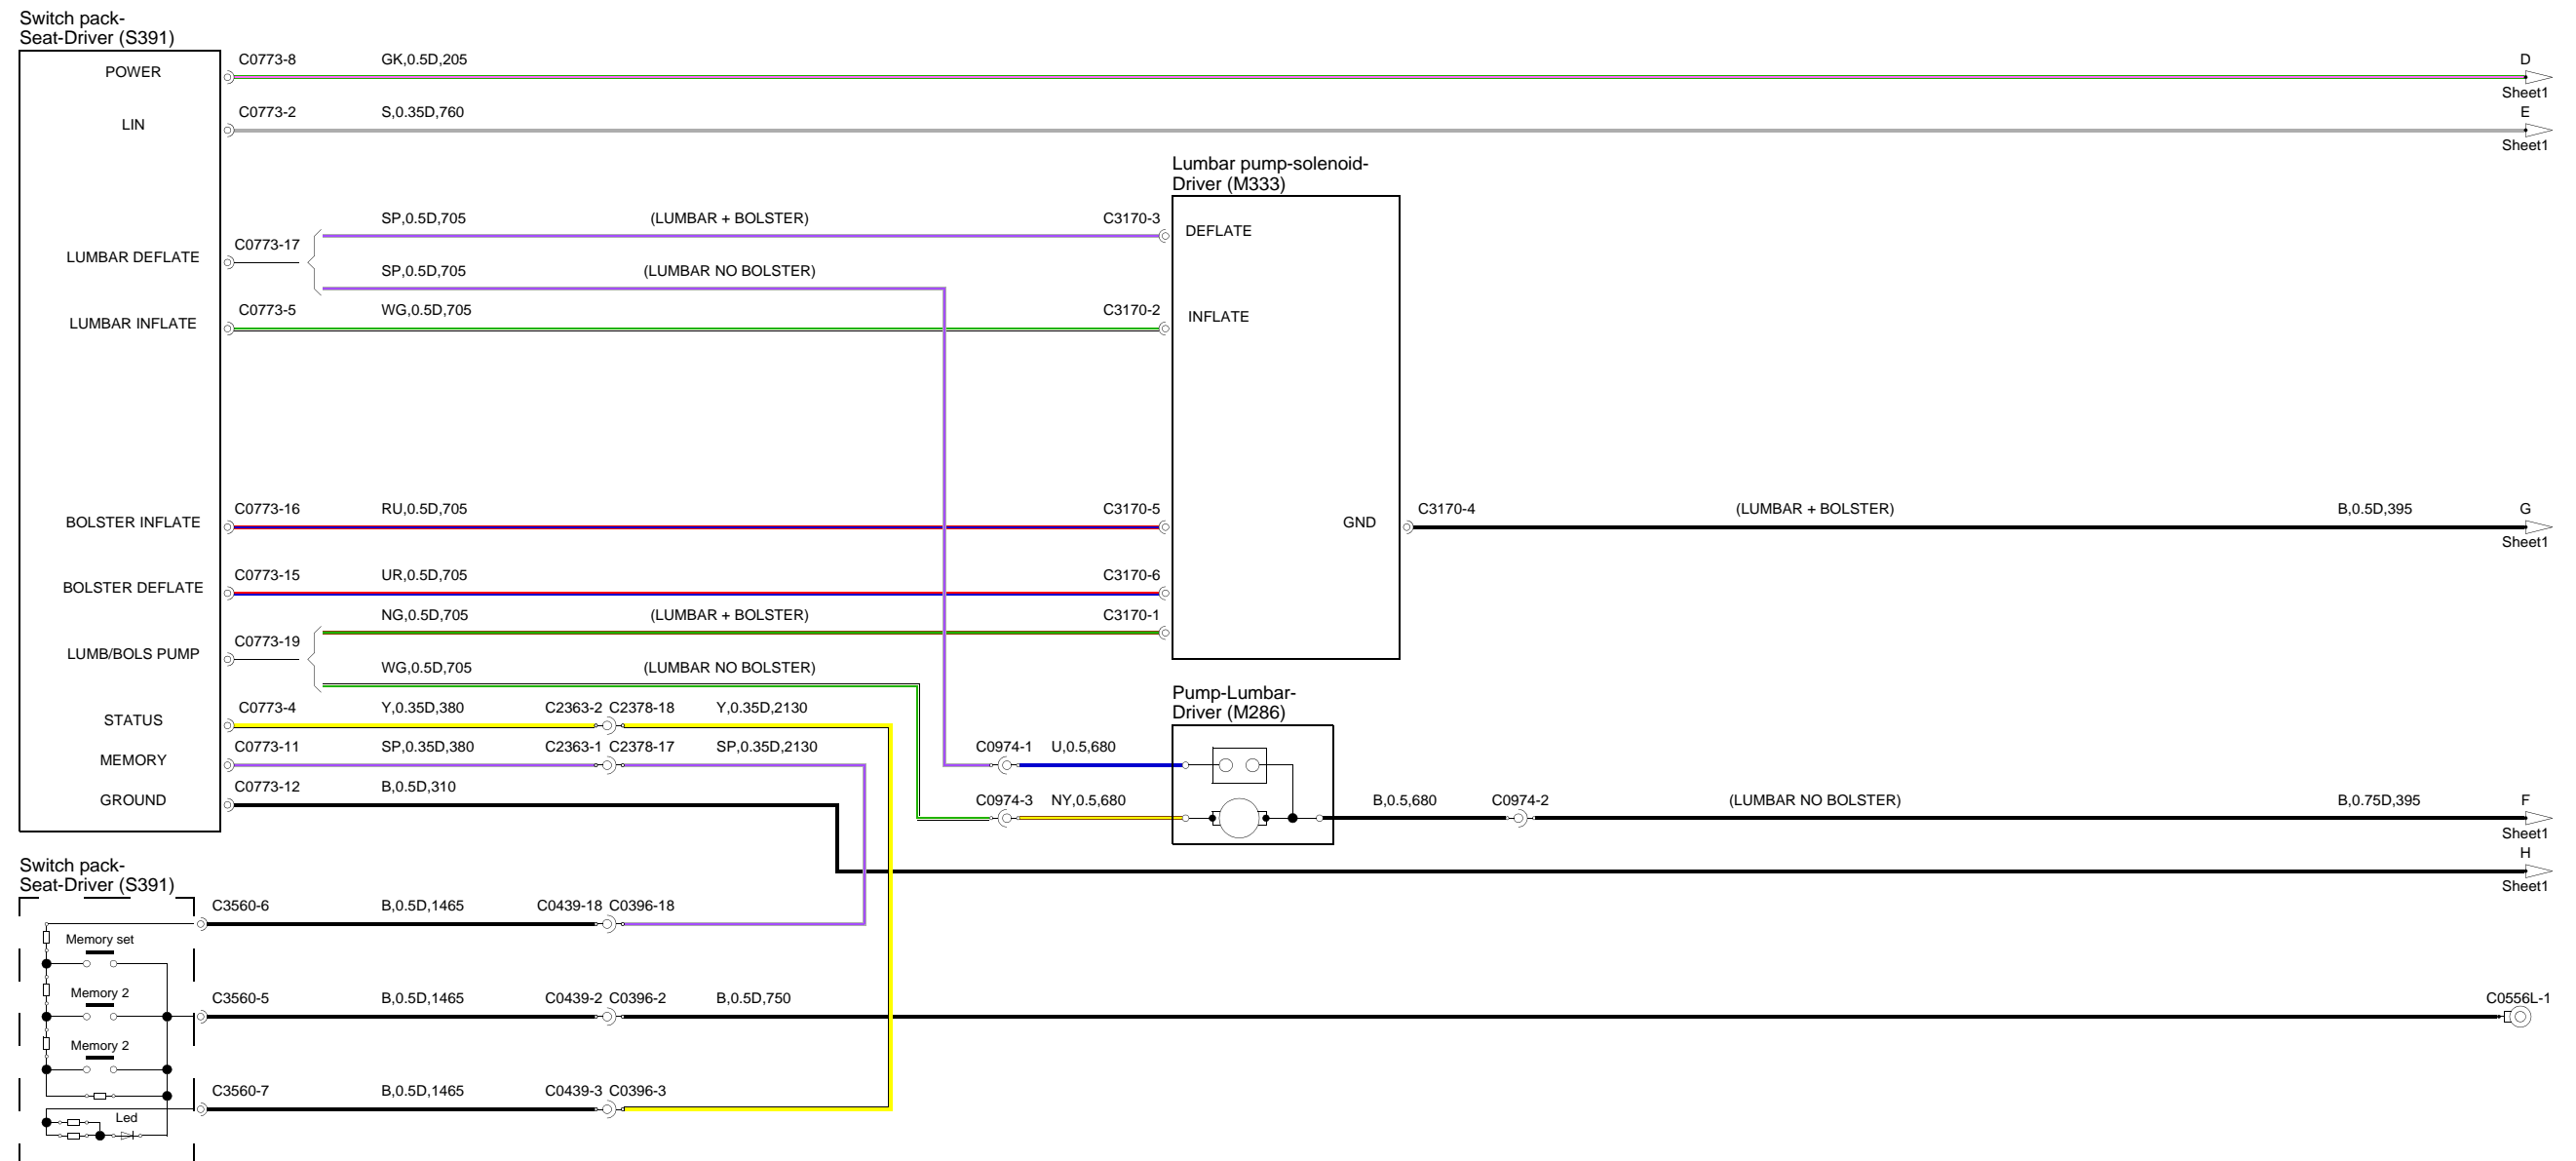 Switch pack-
Seat-Driver (S391)
POWER
C0773-8
GK,0.5D,205
D
Sheet1
LIN
C0773-2
S,0.35D,760
E
Sheet1
Lumbar pump-solenoid-
Driver (M333)
SP,0.5D,705
(LUMBAR + BOLSTER)
C3170-3
DEFLATE
LUMBAR DEFLATE
C0773-17
SP,0.5D,705
(LUMBAR NO BOLSTER)
LUMBAR INFLATE
C0773-5
WG,0.5D,705
C3170-2
INFLATE
BOLSTER INFLATE
C0773-16
RU,0.5D,705
C3170-5
GND
C3170-4
(LUMBAR + BOLSTER)
B,0.5D,395
G
Sheet1
BOLSTER DEFLATE
C0773-15
UR,0.5D,705
C3170-6
NG,0.5D,705
(LUMBAR + BOLSTER)
C3170-1
LUMB/BOLS PUMP
C0773-19
WG,0.5D,705
(LUMBAR NO BOLSTER)
Pump-Lumbar-
Driver (M286)
STATUS
C0773-4
Y,0.35D,380
C2363-2
C2378-18
Y,0.35D,2130
MEMORY
C0773-11
SP,0.35D,380
C2363-1
C2378-17
SP,0.35D,2130
C0974-1
U,0.5,680
GROUND
C0773-12
B,0.5D,310
C0974-3
NY,0.5,680
B,0.5,680
C0974-2
(LUMBAR NO BOLSTER)
B,0.75D,395
F
Sheet1
H
Sheet1
Switch pack-
Seat-Driver (S391)
C3560-6
B,0.5D,1465
C0439-18
C0396-18
Memory set
Memory 2
C3560-5
B,0.5D,1465
C0439-2
C0396-2
B,0.5D,750
C0556L-1
Memory 2
C3560-7
B,0.5D,1465
C0439-3
C0396-3
Led